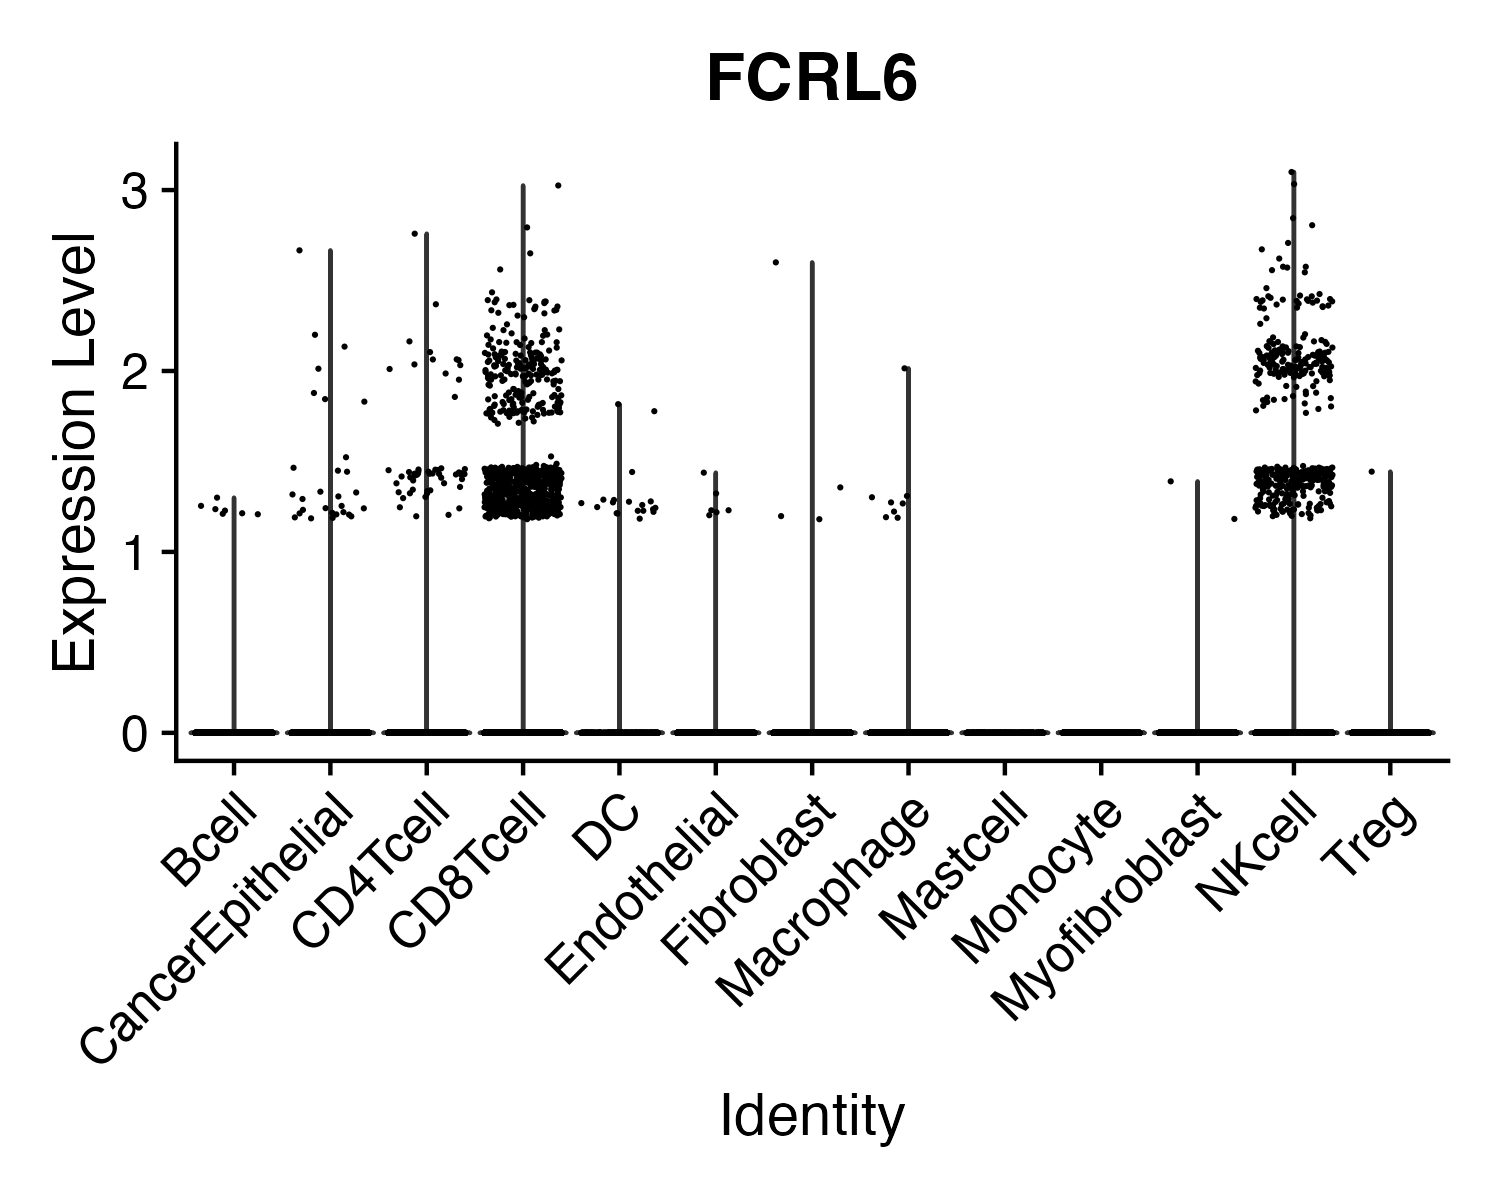 FCRL6
Expression Level
3
2
1
0
Bcell
CancerEpithelial
CD4Tcell
CD8Tcell
DC
Endothelial
Fibroblast
Macrophage
Mastcell
Monocyte
Myofibroblast
NKcell
Treg
Identity